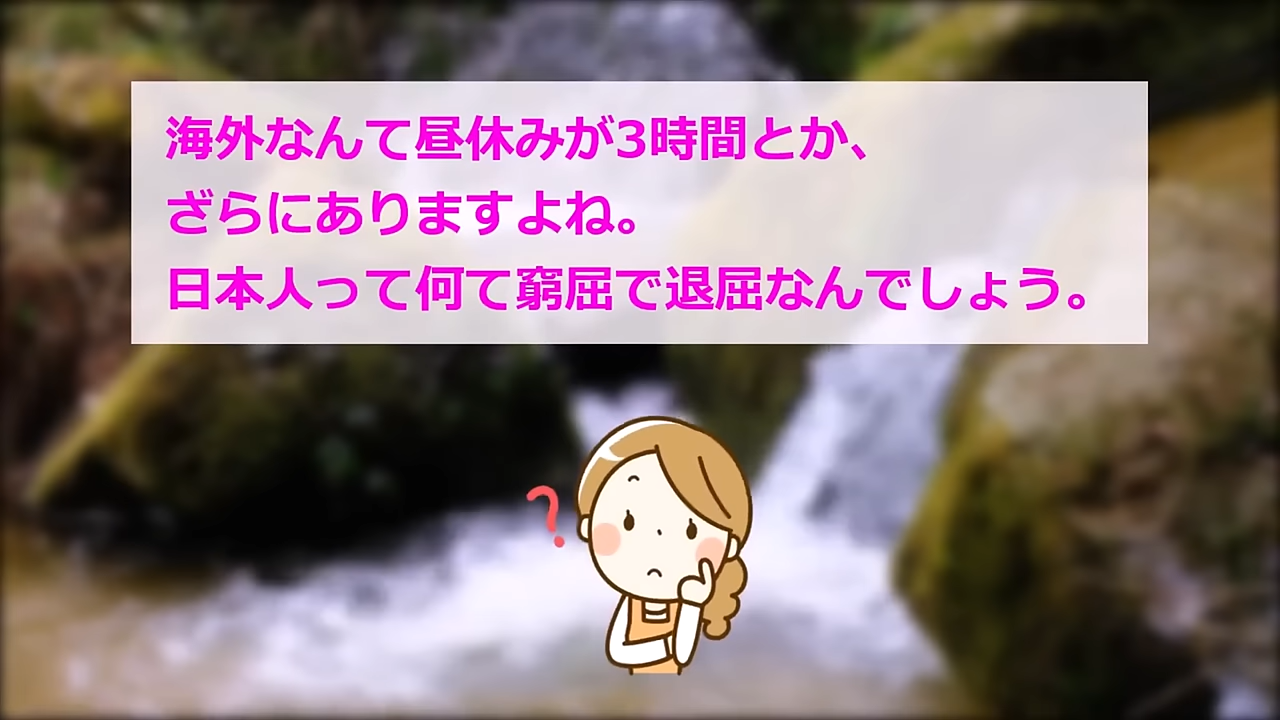 海外なんて昼休みが3時間とか、
ざらにありますよね。
日本人って何て窮屈で退屈なんでしょう。
?